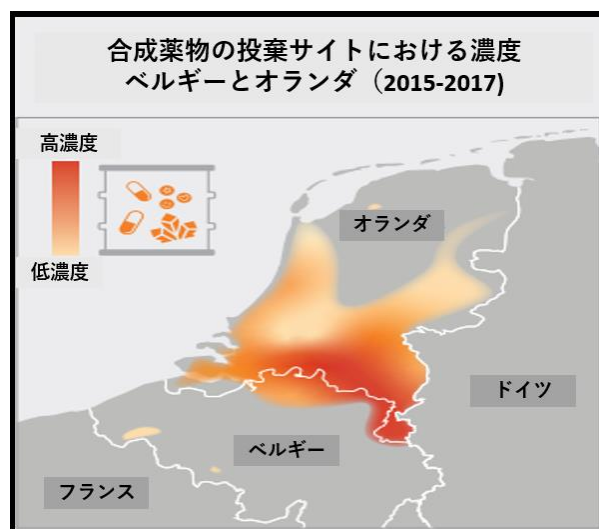 合成薬物の投棄サイトにおける濃度
ベルギーとオランダ（2015-2017)
高濃度
低濃度
オランダ
ドイツ
ベルギー
フランス